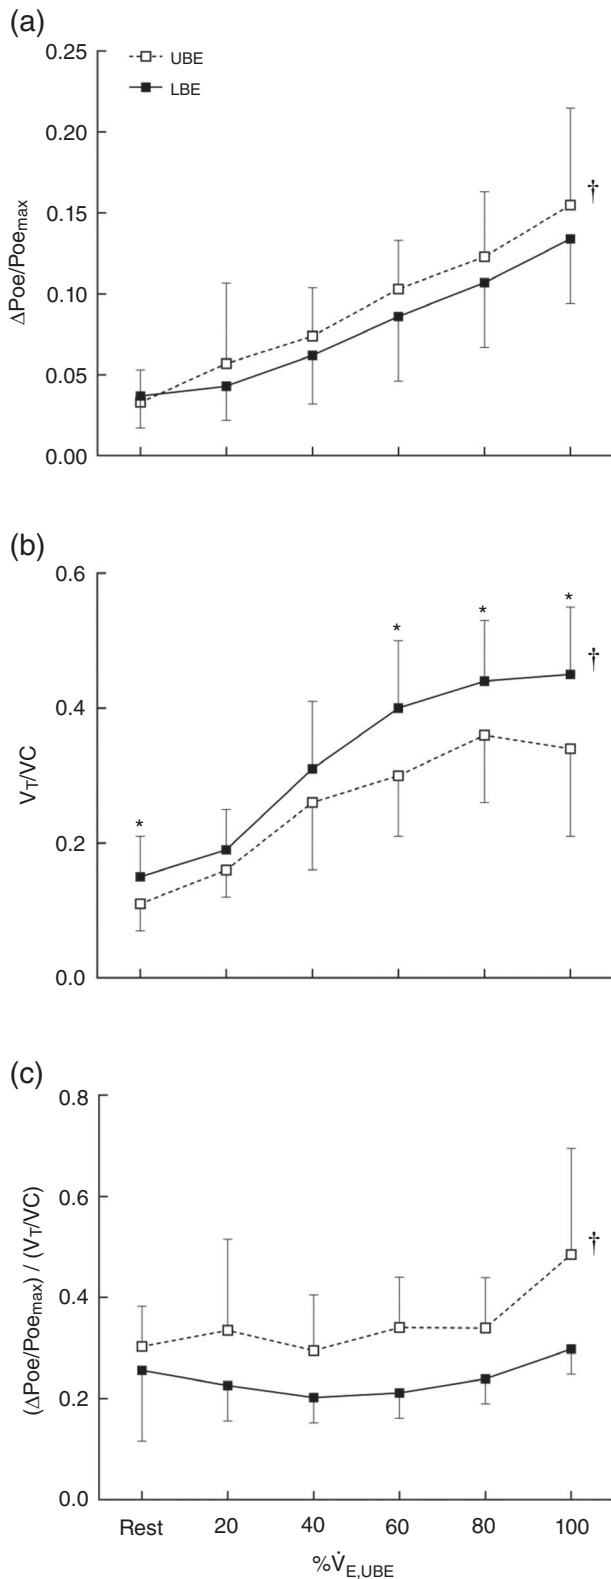 (a)
0.25
0.20
0.15
0.10
0.05
0.00
ΔPoe/Poemax
UBE
LBE
†
(b)
0.6
0.4
0.2
0.0
VT/VC
*
*
*
*
†
(c)
0.8
0.6
0.4
0.2
0.0
(ΔPoe/Poemax) / (VT/VC)
†
Rest 20 40 60 80 100
%V̇E,UBE